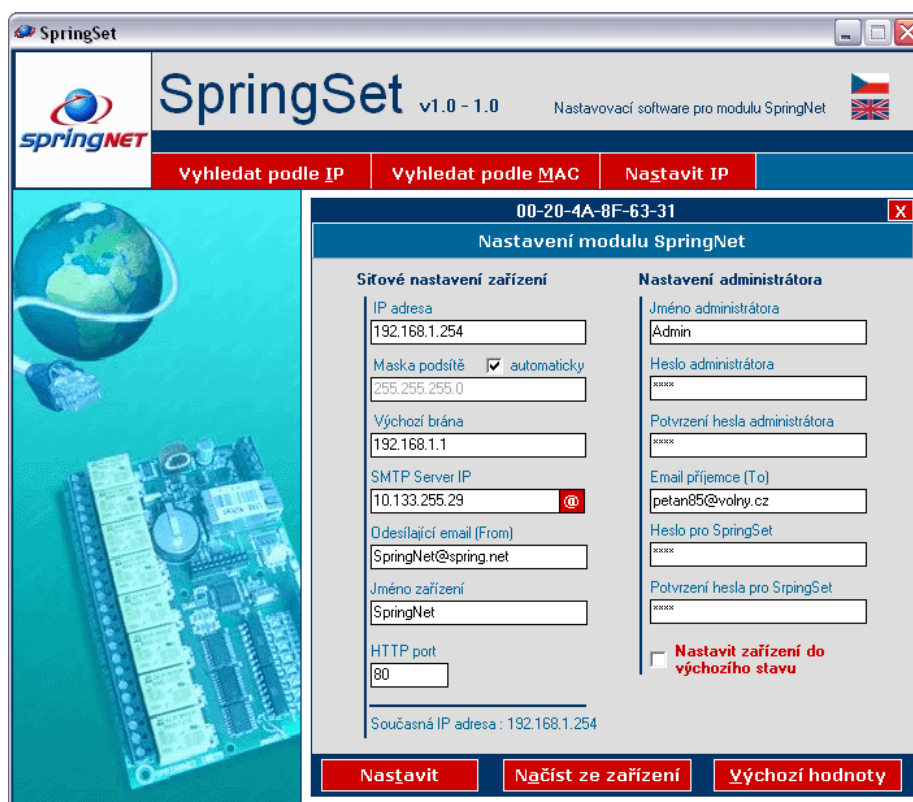 SpringSet
springNET
SpringSet v1.0 - 1.0
Nastavovací software pro modulu SpringNet
Vyhledat podle IP
Vyhledat podle MAC
Nastavit IP
00-20-4A-8F-63-31
X
Nastavení modulu SpringNet
Síťové nastavení zařízení
IP adresa
192.168.1.254
Maska podsítě
automaticky
255.255.255.0
Výchozí brána
192.168.1.1
SMTP Server IP
10.133.255.29
@
Odesílající email (From)
SpringNet@spring.net
Jméno zařízení
SpringNet
HTTP port
80
Současná IP adresa : 192.168.1.254
Nastavení administrátora
Jméno administrátora
Admin
Heslo administrátora
****
Potvrzení hesla administrátora
****
Email příjemce (To)
petan85@volny.cz
Heslo pro SpringSet
****
Potvrzení hesla pro SrpingSet
****
Nastavit zařízení do
výchozího stavu
Nastavit
Načíst ze zařízení
Výchozí hodnoty